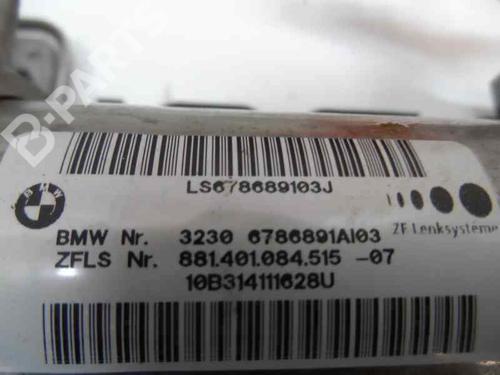 B-PARTS
LS678689103J
BMW
ZF Lenksysteme
BMW Nr. 3230 6786891AI03
ZFLS Nr. 881.401.084.515 -07
10B314111628U